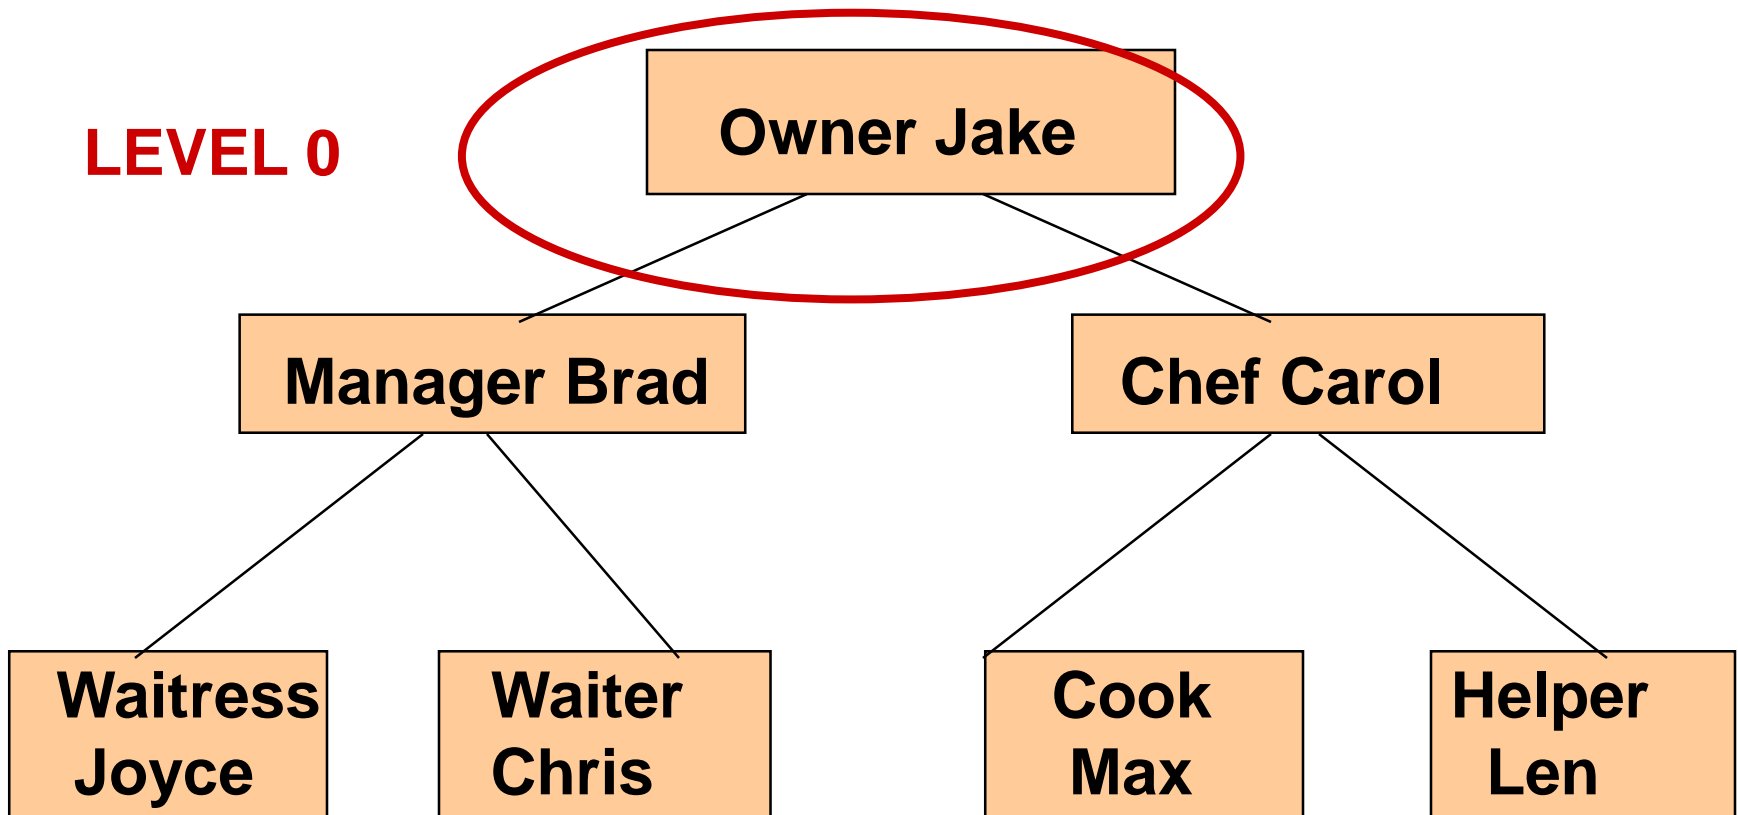 Owner Jake
LEVEL 0
Manager Brad
Chef Carol
Waitress
Joyce
Waiter
Chris
Cook
Max
Helper
Len